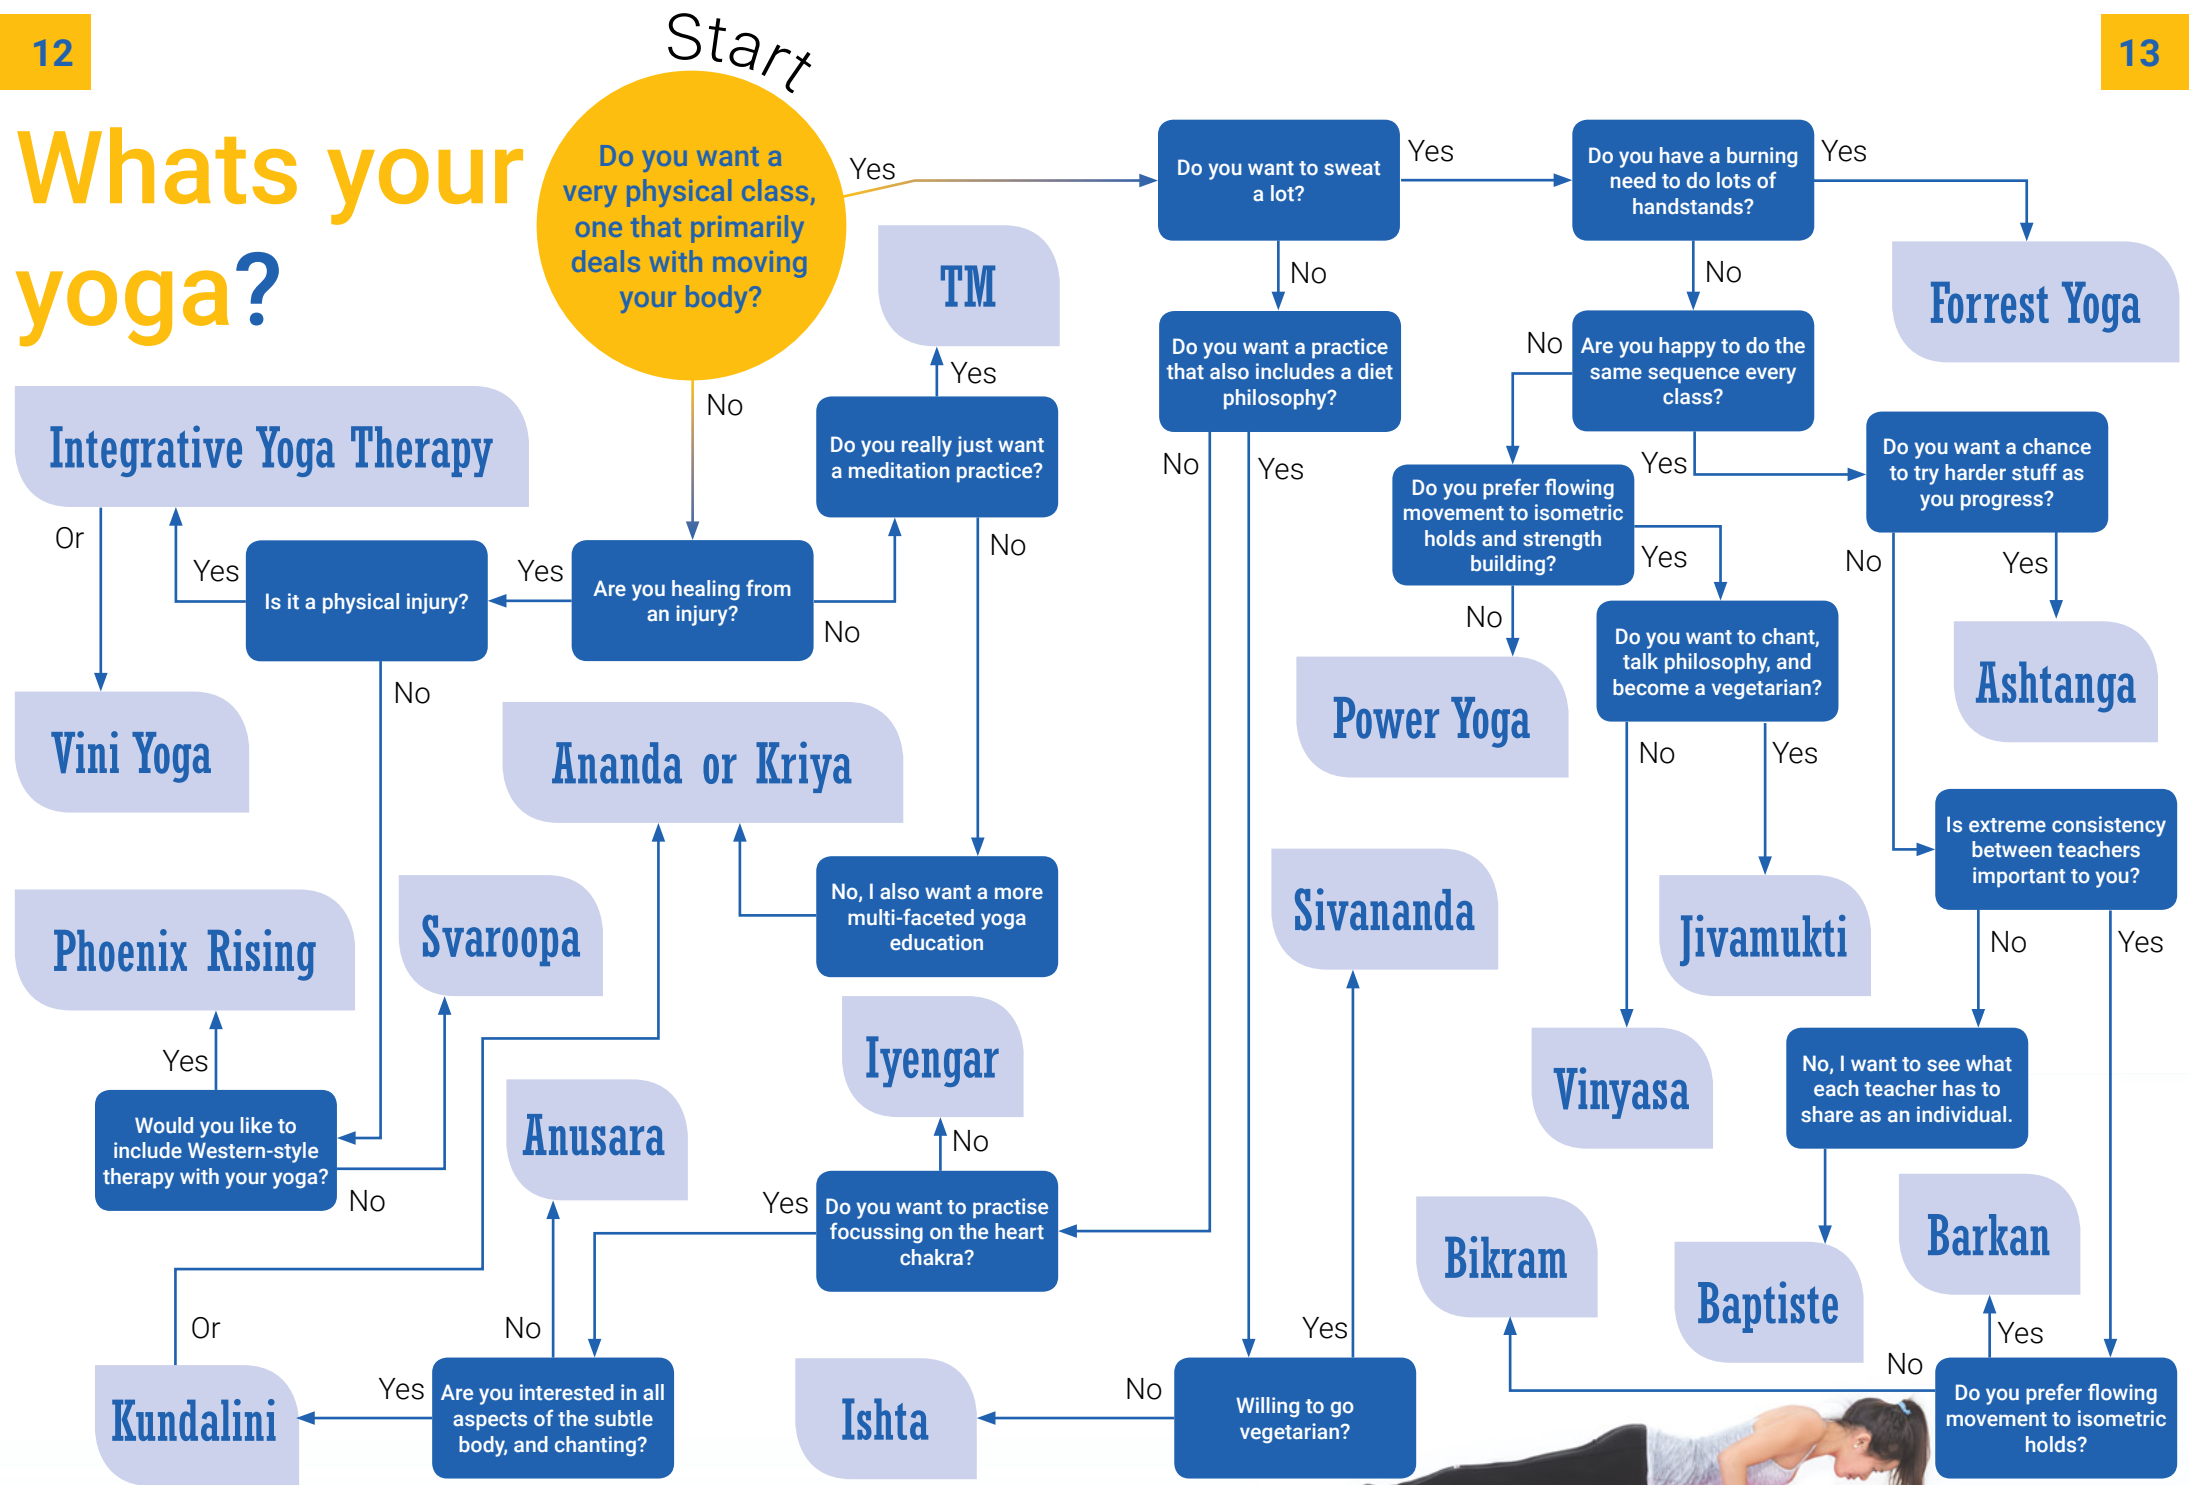 12
13
Start
Whats your
yoga?
Do you want a
very physical class,
one that primarily
deals with moving
your body?
Yes
No
Do you want to sweat
a lot?
Yes
No
Do you have a burning
need to do lots of
handstands?
Yes
No
Forrest Yoga
TM
Yes
Do you really just want
a meditation practice?
No
Do you want a practice
that also includes a diet
philosophy?
No
Yes
Are you happy to do the
same sequence every
class?
No
Yes
Do you want a chance
to try harder stuff as
you progress?
No
Yes
Integrative Yoga Therapy
Or
Yes
Is it a physical injury?
No
Yes
Are you healing from
an injury?
No
Do you prefer flowing
movement to isometric
holds and strength
building?
Yes
No
Do you want to chant,
talk philosophy, and
become a vegetarian?
No
Yes
Power Yoga
Ashtanga
Vini Yoga
Ananda or Kriya
Is extreme consistency
between teachers
important to you?
No
Yes
No, I also want a more
multi-faceted yoga
education
Phoenix Rising
Svaroopa
Sivananda
Jivamukti
Yes
Would you like to
include Western-style
therapy with your yoga?
No
Iyengar
No
Anusara
Vinyasa
No, I want to see what
each teacher has to
share as an individual.
Yes
Do you want to practise
focussing on the heart
chakra?
Bikram
Baptiste
Barkan
Or
No
Yes
Yes
No
Kundalini
Yes
Are you interested in all
aspects of the subtle
body, and chanting?
Ishta
No
Willing to go
vegetarian?
Do you prefer flowing
movement to isometric
holds?